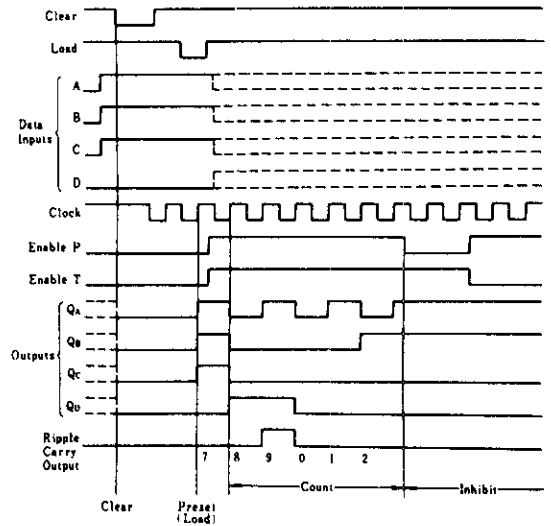 Clear
Load
A
B
Data
Inputs
C
D
Clock
Enable P
Enable T
QA
QB
Outputs
QC
QD
Ripple
Carry
Output
7 8 9 0 1 2
Count Inhibit
Clear Preset
(Load)